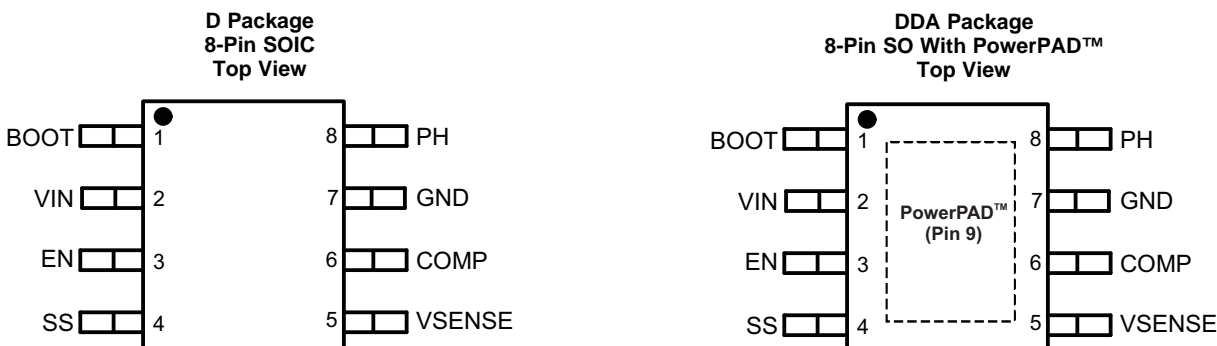 D Package
8-Pin SOIC
Top View
BOOT 1 8 PH
VIN 2 7 GND
EN 3 6 COMP
SS 4 5 VSENSE
DDA Package
8-Pin SO With PowerPAD™
Top View
BOOT 1 8 PH
VIN 2 7 GND
PowerPAD™
(Pin 9)
EN 3 6 COMP
SS 4 5 VSENSE